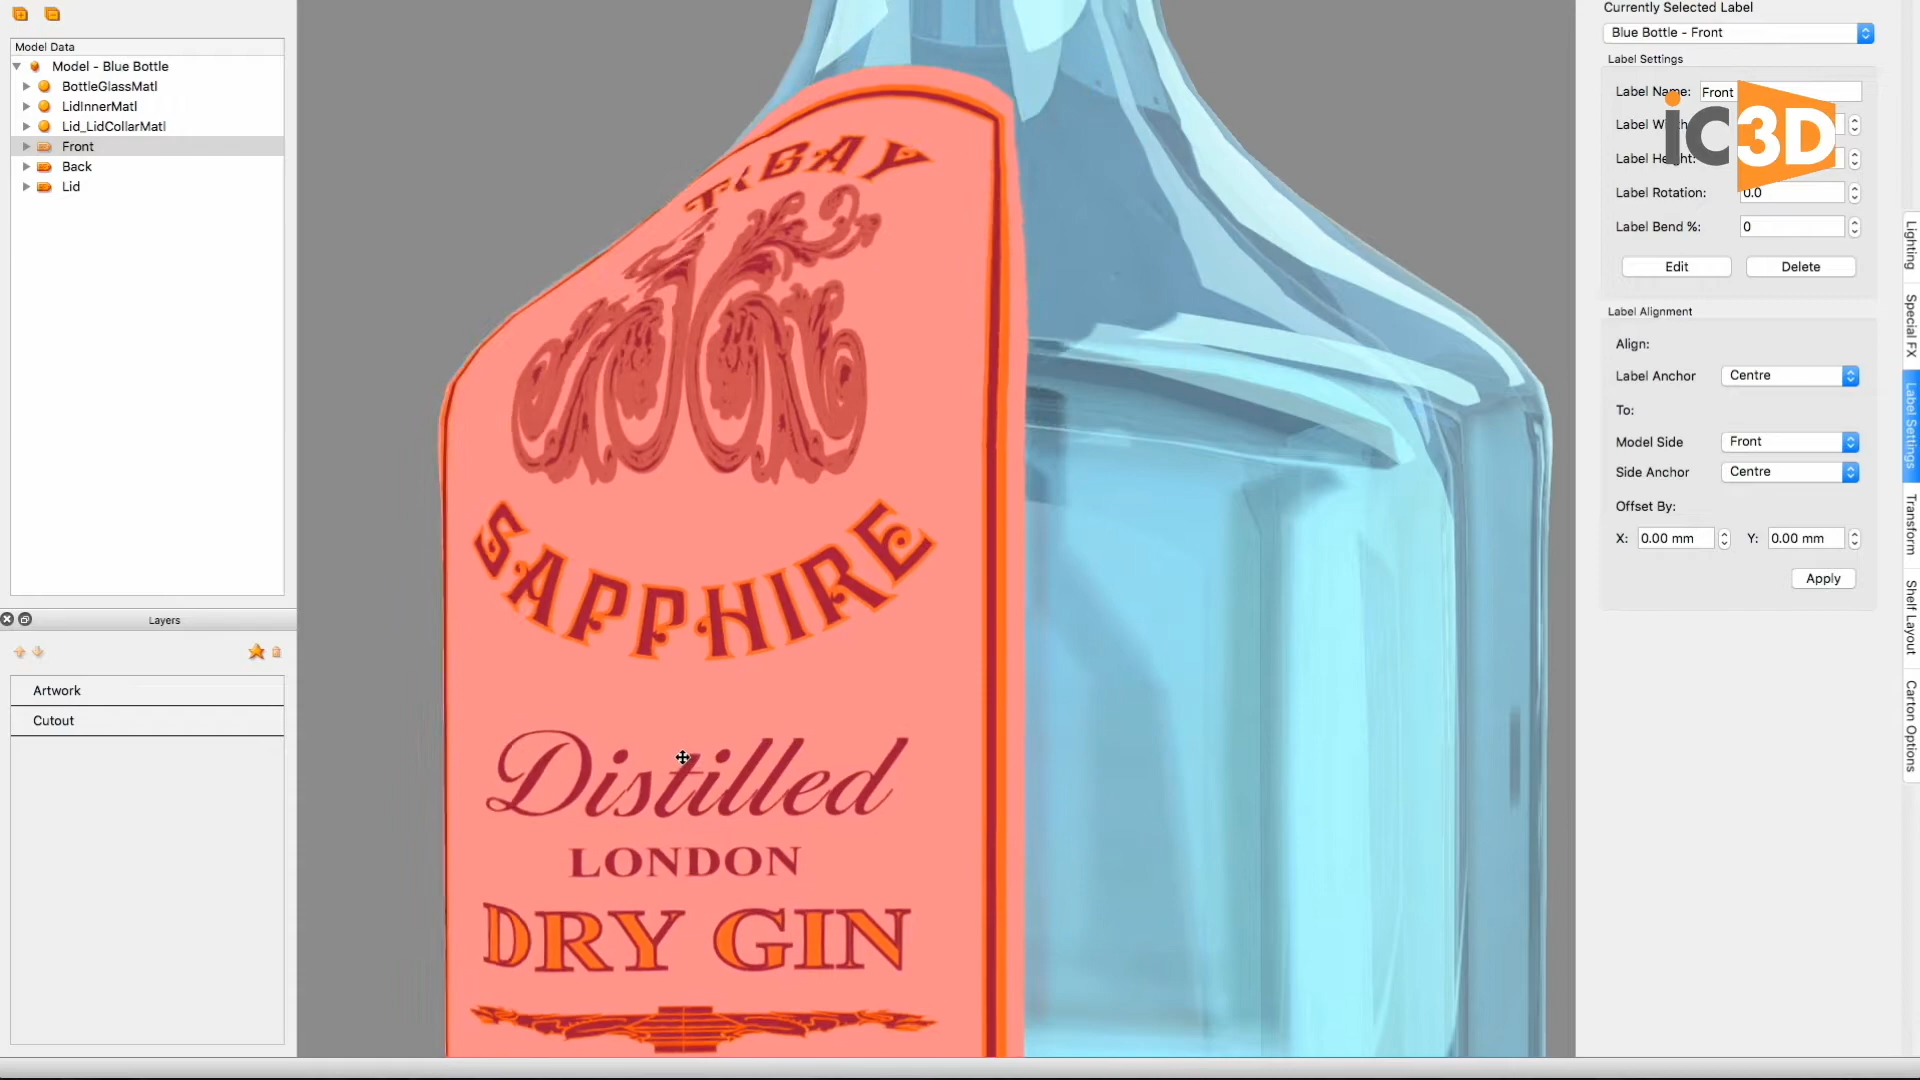 Model Data
Model - Blue Bottle
BottleGlassMatl
LidInnerMatl
Lid_LidCollarMatl
Front
Back
Lid
Layers
Artwork
Cutout
SAPPHIRE
Distilled
LONDON
DRY GIN
Currently Selected Label
Blue Bottle - Front
Label Settings
Label Name: Front
Label
iC3D
Label
Label Rotation: 0.0
Label Bend %: 0
Edit Delete
Label Alignment
Align:
Label Anchor Centre
To:
Model Side Front
Side Anchor Centre
Offset By:
X: 0.00 mm Y: 0.00 mm
Apply
Lighting
Special FX
Label Settings
Transform
Shelf Layout
Carton Options